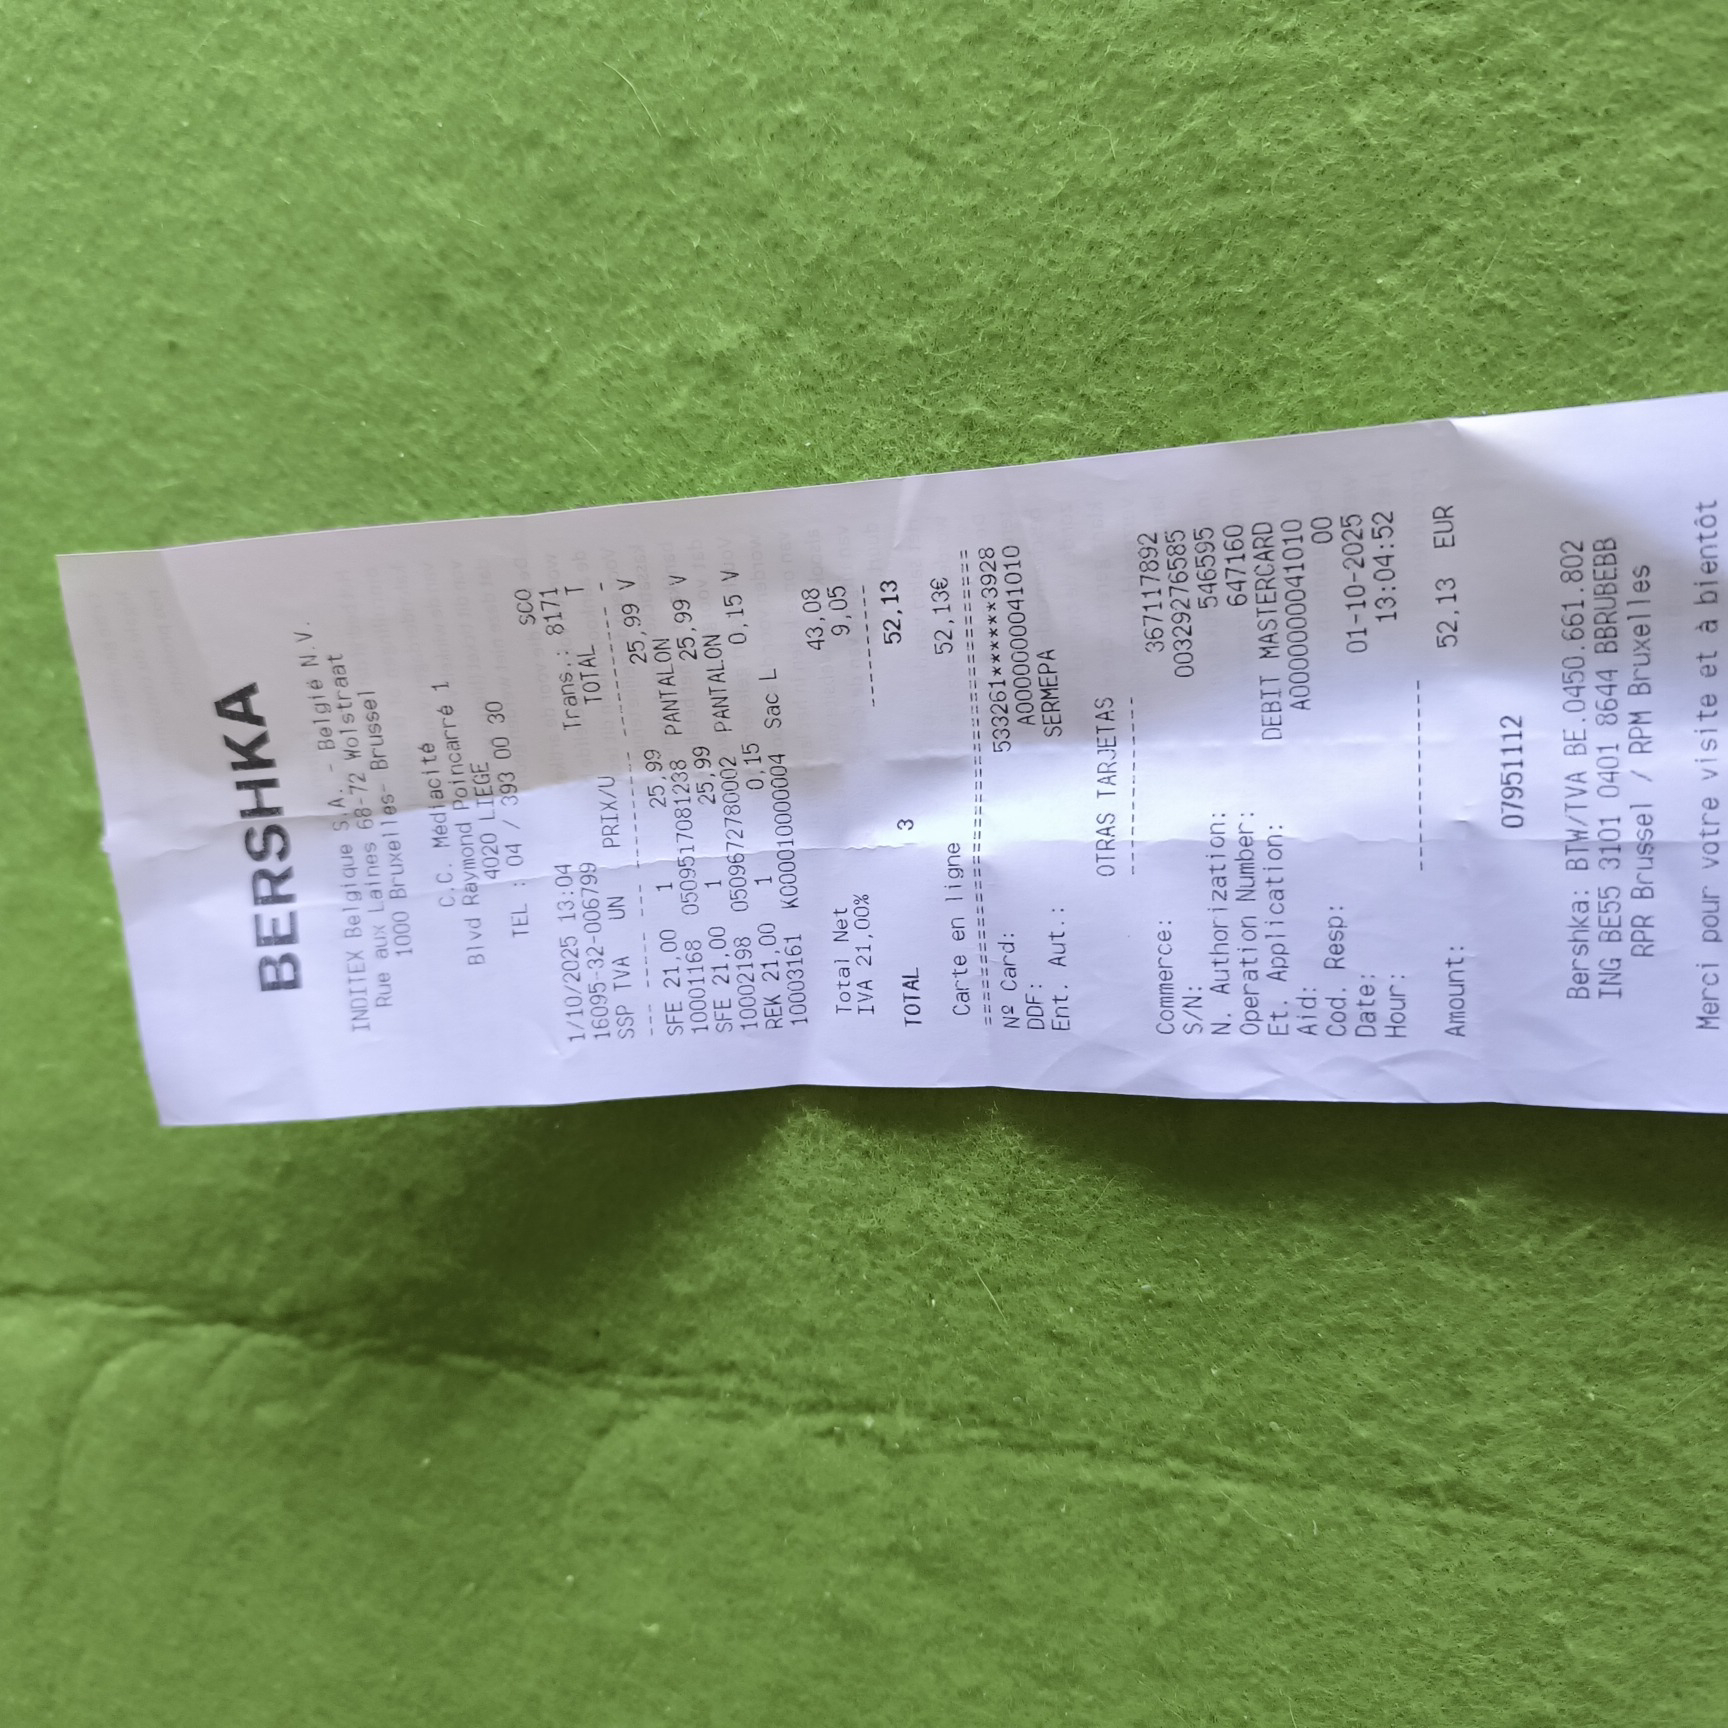 BERSHKA
INDITEX Belgique S.A. - België N.V.
Rue aux Laines 68-72 Wolstraat
1000 Bruxelles- Brussel
C.C. Médiacité
Blvd Raymond Poincarré 1
4020 LIEGE
TEL : 04 / 393 00 30
SCO
1/10/2025 13:04 Trans.: 8171
16095-32-006799 TOTAL T
SSP TVA UN PRIX/U
--- ----- --- ---------- ----------- -
SFE 21,00 1 25,99 25,99 V
10001168 0509517081238 PANTALON
SFE 21,00 1 25,99 25,99 V
10002198 0509672780002 PANTALON
REK 21,00 1 0,15 0,15 V
10003161 K000100000004 Sac L
Total Net 43,08
IVA 21,00% 9,05
----------
TOTAL 3 52,13
Carte en ligne 52,13€
========================================
Nº Card: 533261******3928
DDF: A0000000041010
Ent. Aut.: SERMEPA
OTRAS TARJETAS
---------------
Commerce: 367117892
S/N: 00329276585
N. Authorization: 546595
Operation Number: 647160
Et. Application: DEBIT MASTERCARD
Aid: A0000000041010
Cod. Resp: 00
Date: 01-10-2025
Hour: 13:04:52
---------------
Amount: 52,13 EUR
07951112
Bershka: BTW/TVA BE.0450.661.802
ING BE55 3101 0401 8644 BBRUBEBB
RPR Brussel / RPM Bruxelles
Merci pour votre visite et à bientôt